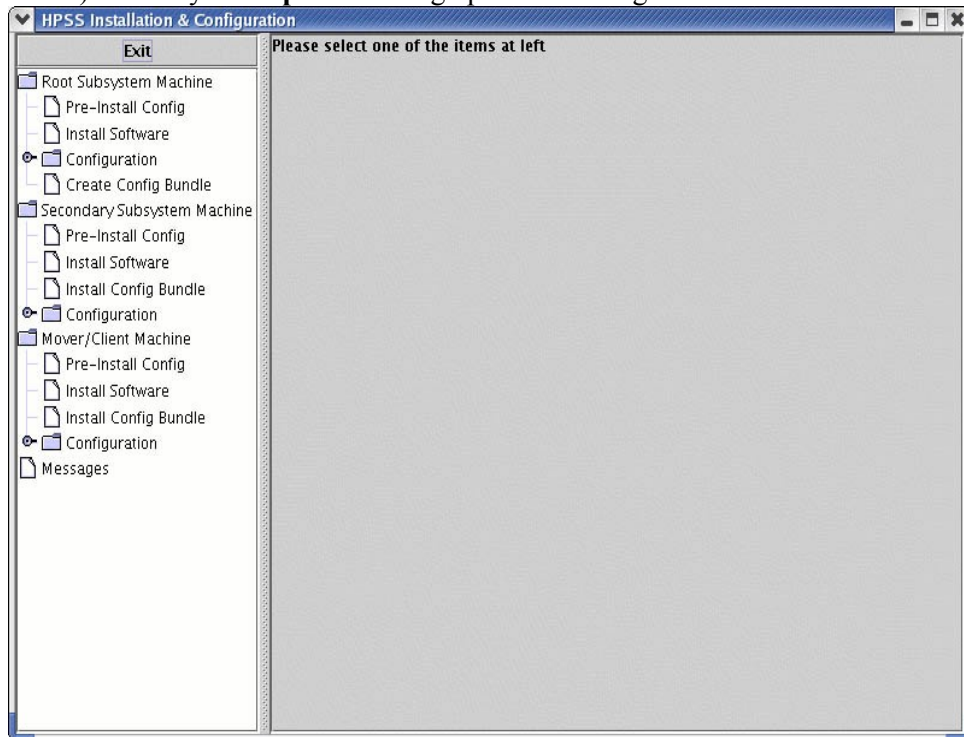 HPSS Installation & Configuration
Exit
Please select one of the items at left
Root Subsystem Machine
Pre-Install Config
Install Software
Configuration
Create Config Bundle
Secondary Subsystem Machine
Pre-Install Config
Install Software
Install Config Bundle
Configuration
Mover/Client Machine
Pre-Install Config
Install Software
Install Config Bundle
Configuration
Messages